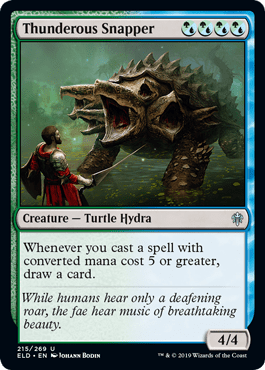 Thunderous Snapper
Creature — Turtle Hydra
Whenever you cast a spell with
converted mana cost 5 or greater,
draw a card.
While humans hear only a deafening
roar, the fae hear music of breathtaking
beauty.
4/4
215/269 U
ELD • EN Johann Bodin
™ & © 2019 Wizards of the Coast